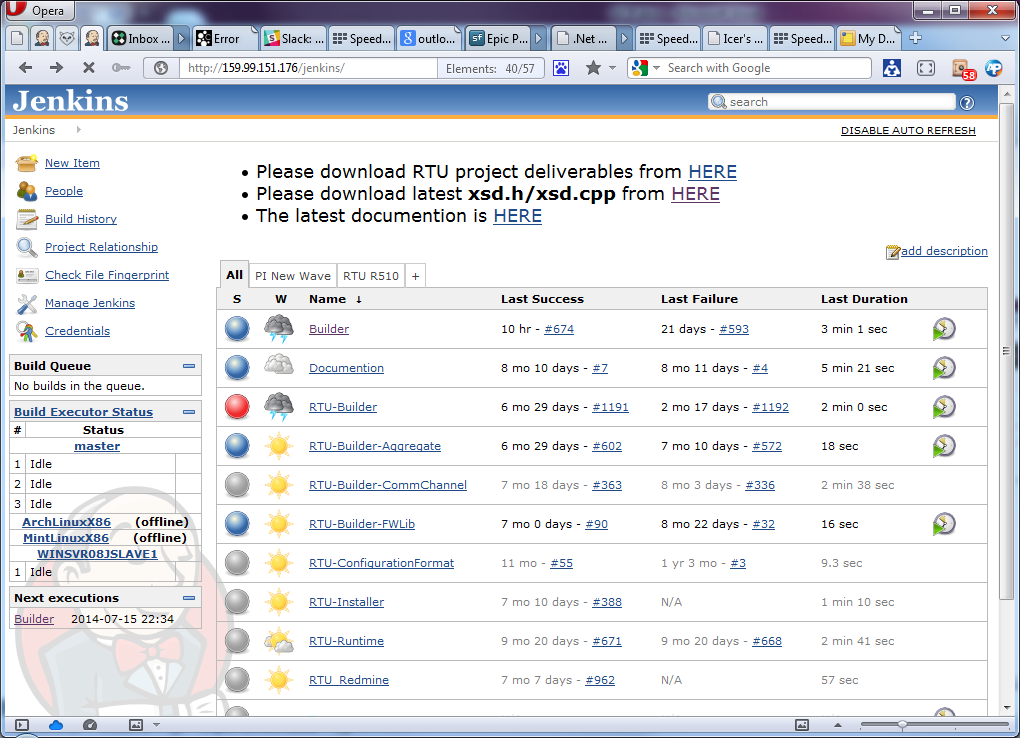 Opera
Inbox ...
Error
Slack: ...
Speed...
outlo...
Epic P...
.Net ...
Speed...
Icer's...
Speed...
My D...
http://159.99.151.176/jenkins/
Elements: 40/57
Search with Google
58
Jenkins
search
?
Jenkins
DISABLE AUTO REFRESH
New Item
People
Build History
Project Relationship
Check File Fingerprint
Manage Jenkins
Credentials
Build Queue
No builds in the queue.
Build Executor Status
# Status
master
1 Idle
2 Idle
3 Idle
ArchLinuxX86 (offline)
MintLinuxX86 (offline)
WINSVR08JSLAVE1
1 Idle
Next executions
Builder 2014-07-15 22:34
• Please download RTU project deliverables from HERE
• Please download latest xsd.h/xsd.cpp from HERE
• The latest documention is HERE
add description
All PI New Wave RTU R510 +
S W Name ↓ Last Success Last Failure Last Duration
Builder 10 hr - #674 21 days - #593 3 min 1 sec
Documention 8 mo 10 days - #7 8 mo 11 days - #4 5 min 21 sec
RTU-Builder 6 mo 29 days - #1191 2 mo 17 days - #1192 2 min 0 sec
RTU-Builder-Aggregate 6 mo 29 days - #602 7 mo 10 days - #572 18 sec
RTU-Builder-CommChannel 7 mo 18 days - #363 8 mo 3 days - #336 2 min 38 sec
RTU-Builder-FWLib 7 mo 0 days - #90 8 mo 22 days - #32 16 sec
RTU-ConfigurationFormat 11 mo - #55 1 yr 3 mo - #3 9.3 sec
RTU-Installer 7 mo 10 days - #388 N/A 1 min 10 sec
RTU-Runtime 9 mo 20 days - #671 9 mo 20 days - #668 2 min 41 sec
RTU_Redmine 7 mo 7 days - #962 N/A 57 sec